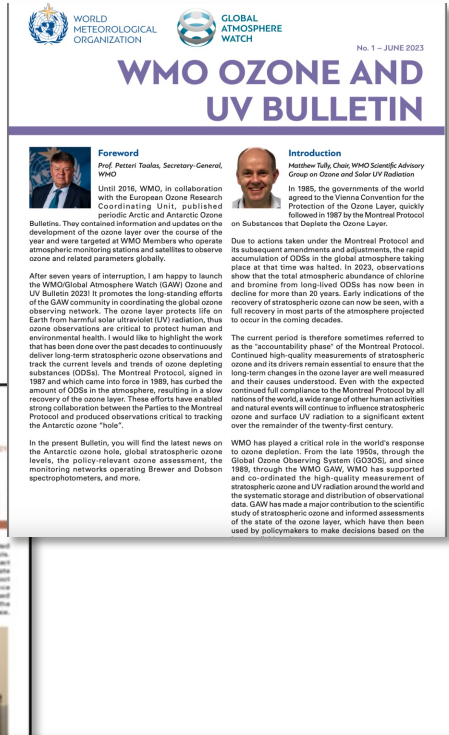 WORLD
METEOROLOGICAL
ORGANIZATION
GLOBAL
ATMOSPHERE
WATCH
No. 1 – JUNE 2023
WMO OZONE AND
UV BULLETIN
Foreword
Prof. Petteri Taalas, Secretary-General,
WMO
Until 2016, WMO, in collaboration
with the European Ozone Research
Coordinating Unit, published
periodic Arctic and Antarctic Ozone
Bulletins. They contained information and updates on the
development of the ozone layer over the course of the
year and were targeted at WMO Members who operate
atmospheric monitoring stations and satellites to observe
ozone and related parameters globally.
After seven years of interruption, I am happy to launch
the WMO/Global Atmosphere Watch (GAW) Ozone and
UV Bulletin 2023! It promotes the long-standing efforts
of the GAW community in coordinating the global ozone
observing network. The ozone layer protects life on
Earth from harmful solar ultraviolet (UV) radiation, thus
ozone observations are critical to protect human and
environmental health. I would like to highlight the work
that has been done over the past decades to continuously
deliver long-term stratospheric ozone observations and
track the current levels and trends of ozone depleting
substances (ODSs). The Montreal Protocol, signed in
1987 and which came into force in 1989, has curbed the
amount of ODSs in the atmosphere, resulting in a slow
recovery of the ozone layer. These efforts have enabled
strong collaboration between the Parties to the Montreal
Protocol and produced observations critical to tracking
the Antarctic ozone “hole”.
In the present Bulletin, you will find the latest news on
the Antarctic ozone hole, global stratospheric ozone
levels, the policy-relevant ozone assessment, the
monitoring networks operating Brewer and Dobson
spectrophotometers, and more.
Introduction
Matthew Tully, Chair, WMO Scientific Advisory
Group on Ozone and Solar UV Radiation
In 1985, the governments of the world
agreed to the Vienna Convention for the
Protection of the Ozone Layer, quickly
followed in 1987 by the Montreal Protocol
on Substances that Deplete the Ozone Layer.
Due to actions taken under the Montreal Protocol and
its subsequent amendments and adjustments, the rapid
accumulation of ODSs in the global atmosphere taking
place at that time was halted. In 2023, observations
show that the total atmospheric abundance of chlorine
and bromine from long-lived ODSs has now been in
decline for more than 20 years. Early indications of the
recovery of stratospheric ozone can now be seen, with a
full recovery in most parts of the atmosphere projected
to occur in the coming decades.
The current period is therefore sometimes referred to
as the "accountability phase" of the Montreal Protocol.
Continued high-quality measurements of stratospheric
ozone and its drivers remain essential to ensure that the
long-term changes in the ozone layer are well measured
and their causes understood. Even with the expected
continued full compliance to the Montreal Protocol by all
nations of the world, a wide range of other human activities
and natural events will continue to influence stratospheric
ozone and surface UV radiation to a significant extent
over the remainder of the twenty-first century.
WMO has played a critical role in the world's response
to ozone depletion. From the late 1950s, through the
Global Ozone Observing System (GO3OS), and since
1989, through the WMO GAW, WMO has supported
and co-ordinated the high-quality measurement of
stratospheric ozone and UV radiation around the world and
the systematic storage and distribution of observational
data. GAW has made a major contribution to the scientific
study of stratospheric ozone and informed assessments
of the state of the ozone layer, which have then been
used by policymakers to make decisions based on the